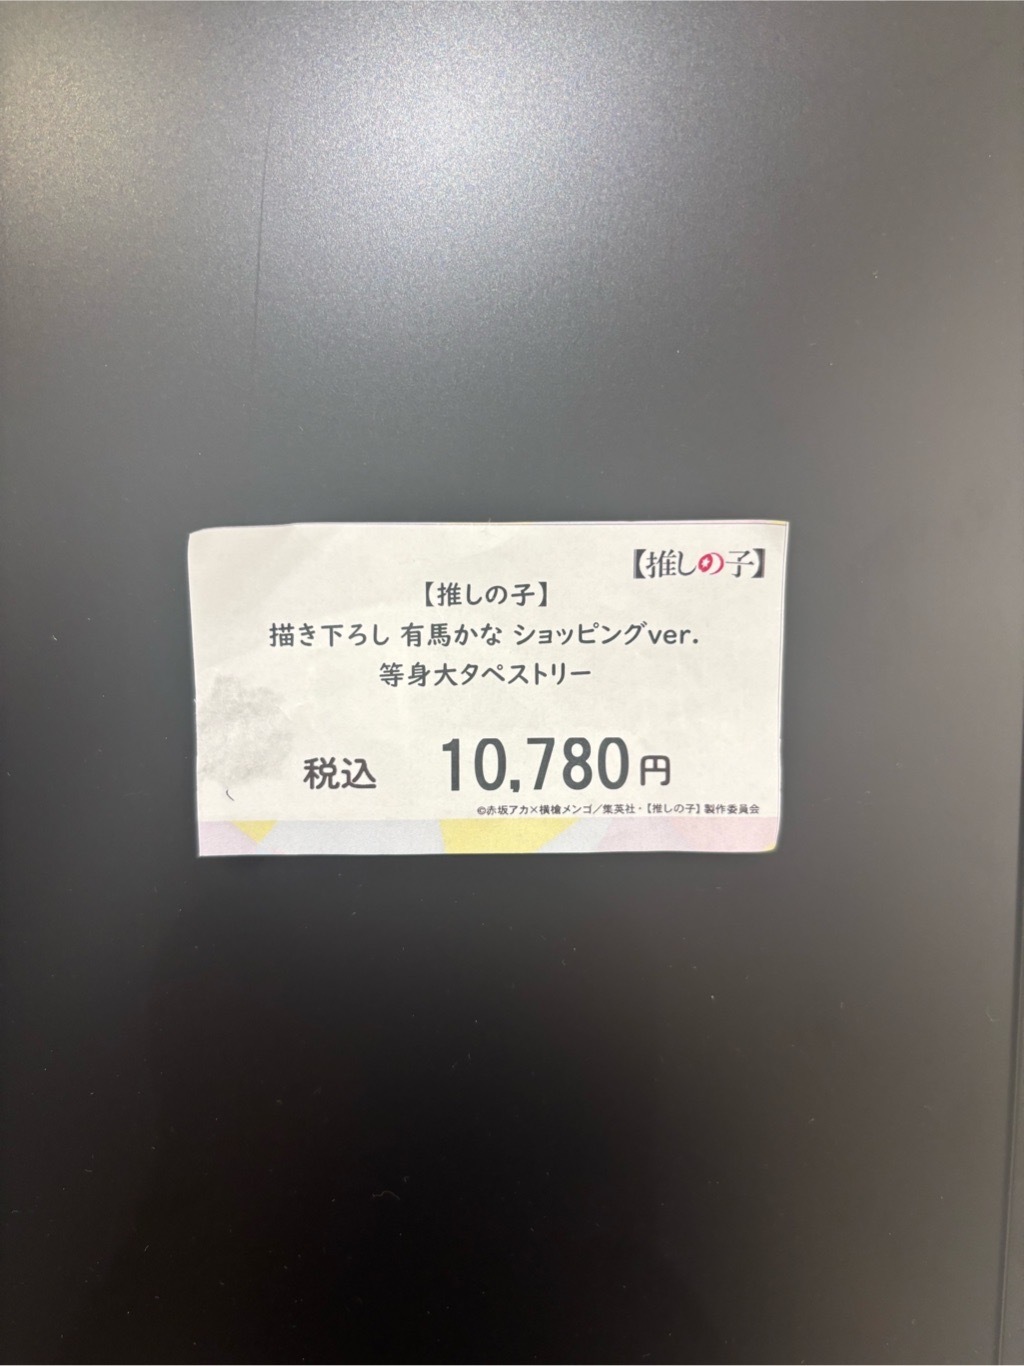 【推しの子】
【推しの子】
描き下ろし 有馬かな ショッピングver.
等身大タペストリー
税込 10,780円
©赤坂アカ×横槍メンゴ／集英社・【推しの子】製作委員会